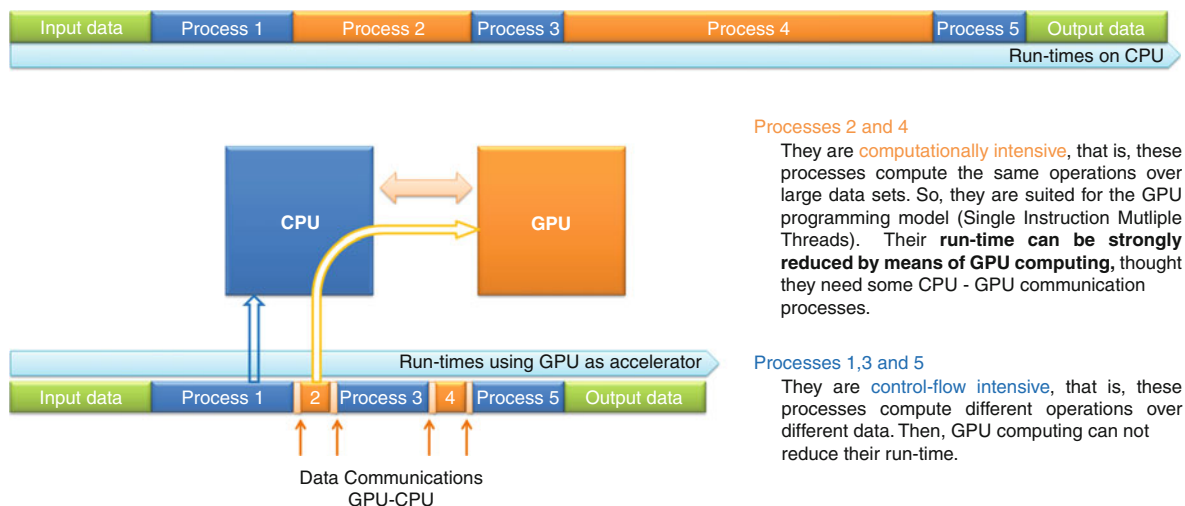 Input data Process 1 Process 2 Process 3 Process 4 Process 5 Output data
Run-times on CPU
CPU
GPU
Processes 2 and 4
They are computationally intensive, that is, these
processes compute the same operations over
large data sets. So, they are suited for the GPU
programming model (Single Instruction Mutliple
Threads). Their run-time can be strongly
reduced by means of GPU computing, thought
they need some CPU - GPU communication
processes.
Run-times using GPU as accelerator
Input data Process 1 2 Process 3 4 Process 5 Output data
Data Communications
GPU-CPU
Processes 1,3 and 5
They are control-flow intensive, that is, these
processes compute different operations over
different data. Then, GPU computing can not
reduce their run-time.